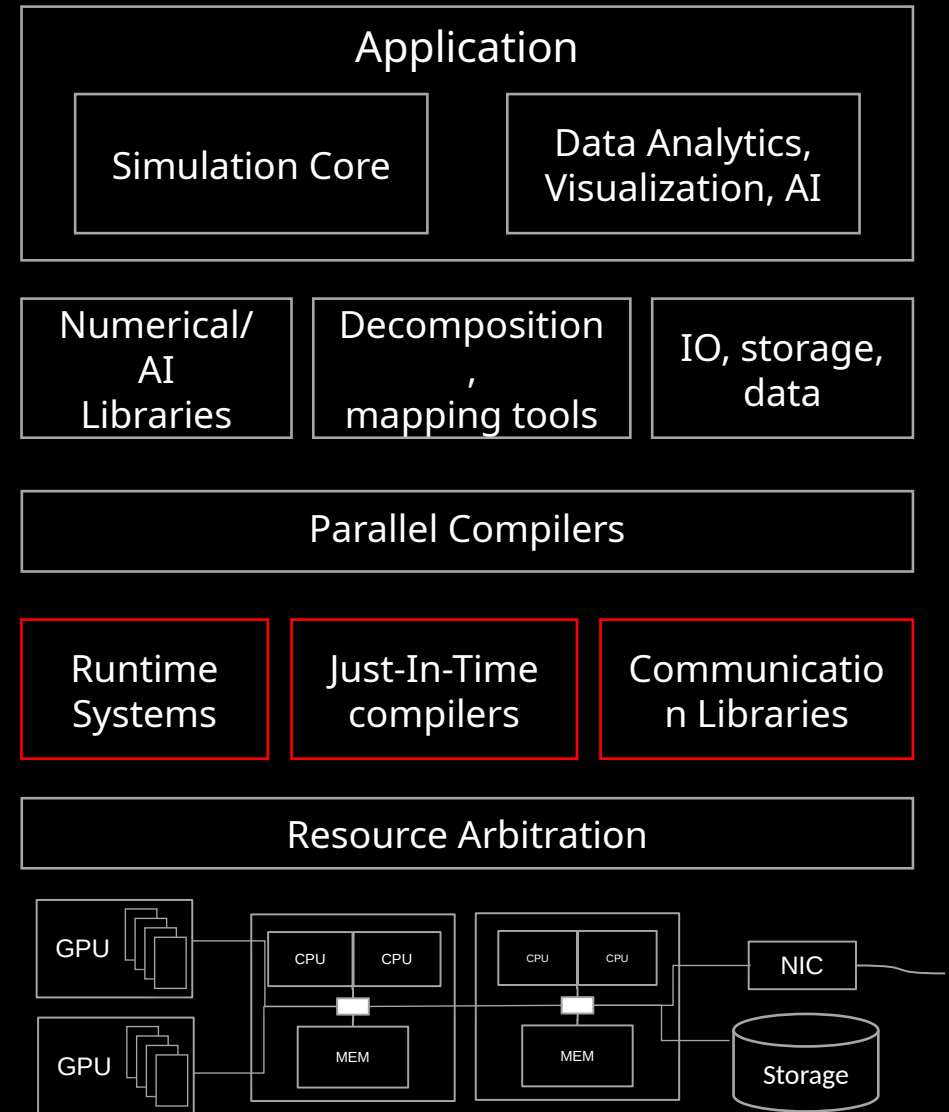 Application
Simulation Core
Data Analytics,
Visualization, AI
Numerical/
AI
Libraries
Decomposition
,
mapping tools
IO, storage,
data
Parallel Compilers
Runtime
Systems
Just-In-Time
compilers
Communicatio
n Libraries
Resource Arbitration
GPU
CPU
CPU
CPU
CPU
NIC
GPU
MEM
MEM
Storage